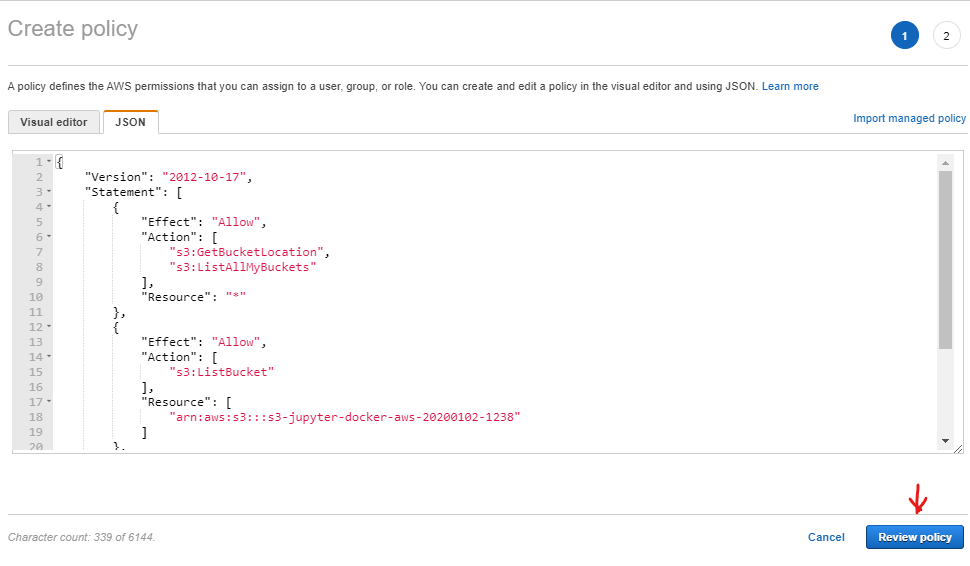 Create policy
1
2
A policy defines the AWS permissions that you can assign to a user, group, or role. You can create and edit a policy in the visual editor and using JSON. Learn more
Visual editor
JSON
Import managed policy
1 {
2     "Version": "2012-10-17",
3     "Statement": [
4         {
5             "Effect": "Allow",
6             "Action": [
7                 "s3:GetBucketLocation",
8                 "s3:ListAllMyBuckets"
9             ],
10             "Resource": "*"
11         },
12         {
13             "Effect": "Allow",
14             "Action": [
15                 "s3:ListBucket"
16             ],
17             "Resource": [
18                 "arn:aws:s3:::s3-jupyter-docker-aws-20200102-1238"
19             ]
20         },
Character count: 339 of 6144.
Cancel
Review policy